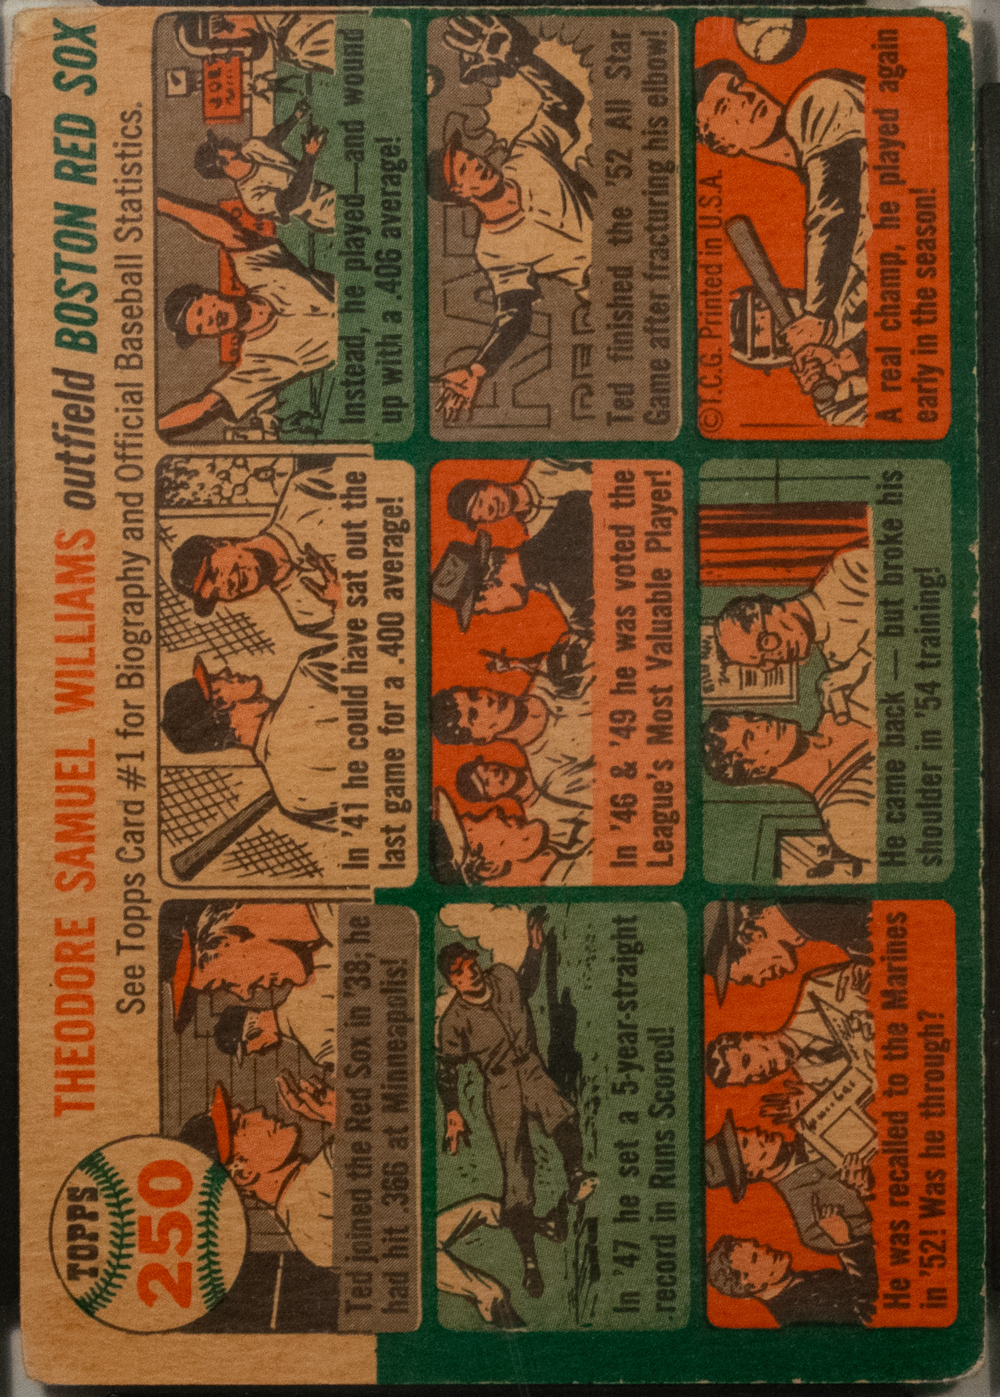 TOPPS
250
THEODORE SAMUEL WILLIAMS outfield BOSTON RED SOX
See Topps Card #1 for Biography and Official Baseball Statistics.
Ted joined the Red Sox in '38; he
had hit .366 at Minneapolis!
In '41 he could have sat out the
last game for a .400 average!
Instead, he played—and wound
up with a .406 average!
In '47 he set a 5-year-straight
record in Runs Scored!
In '46 & '49 he was voted the
League's Most Valuable Player!
Ted finished the '52 All Star
Game after fracturing his elbow!
He was recalled to the Marines
in '52! Was he through?
He came back — but broke his
shoulder in '54 training!
©T.C.G. Printed in U.S.A.
A real champ, he played again
early in the season!